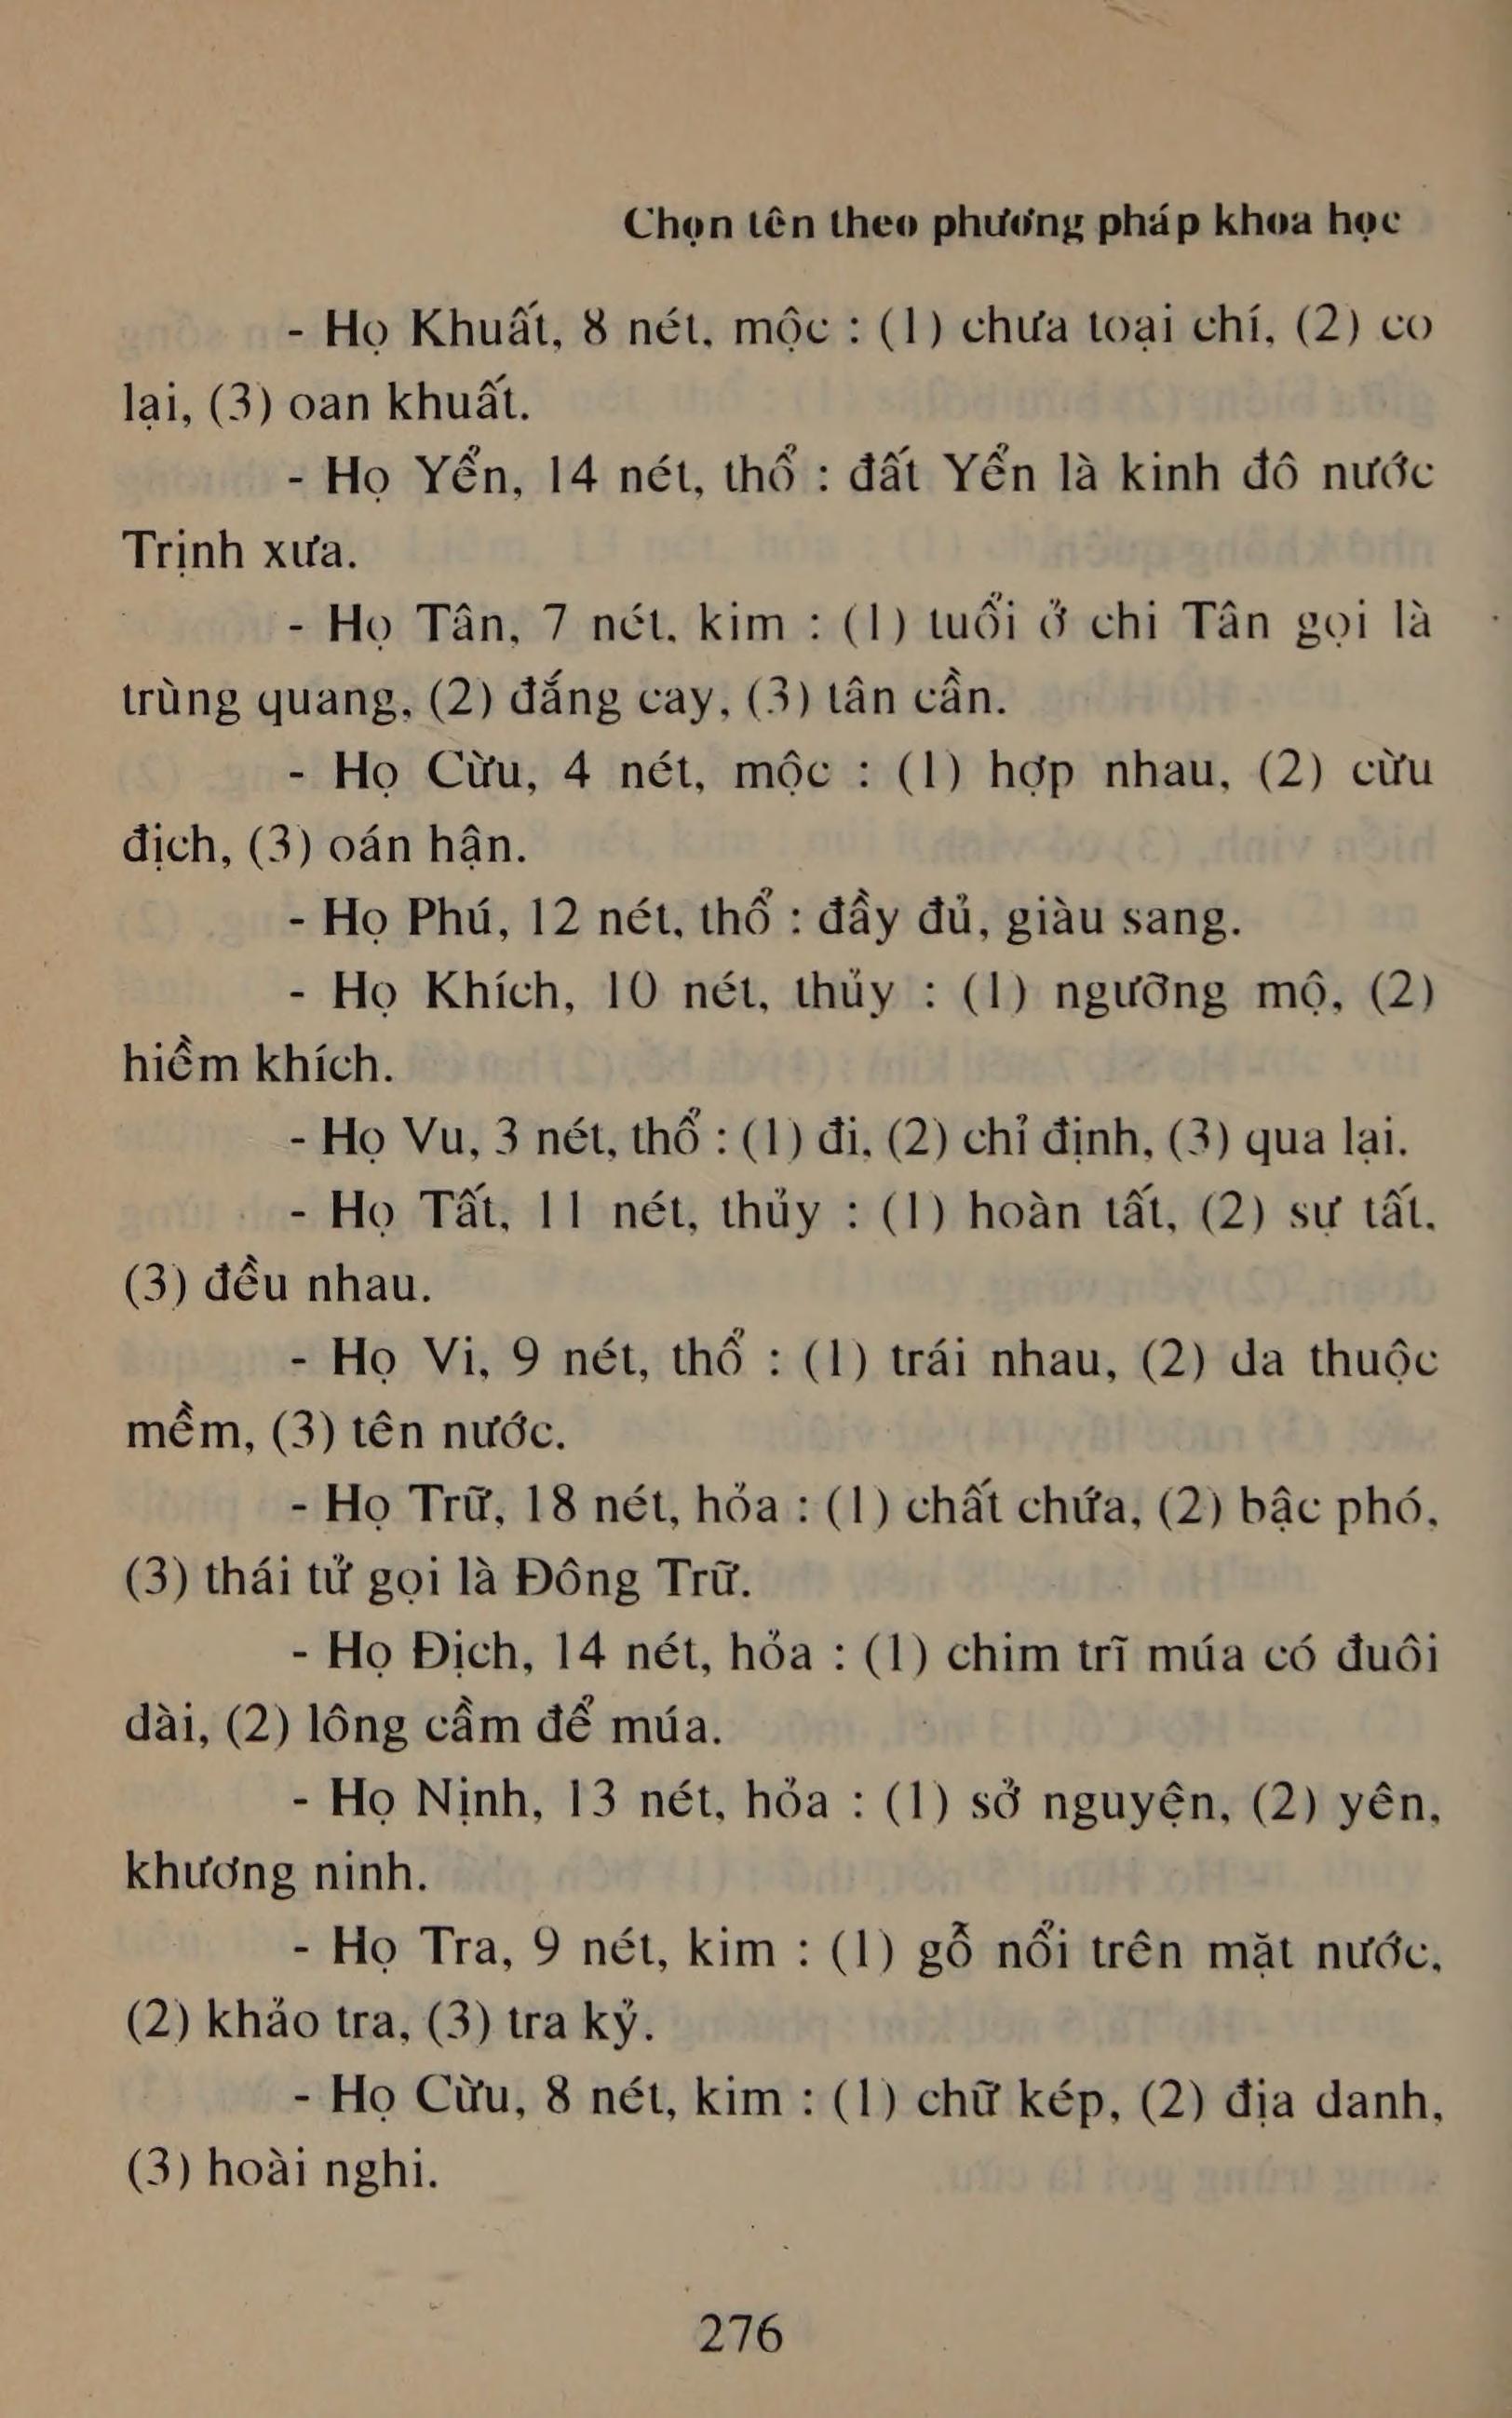 Chọn tên theo phương pháp khoa học
- Họ Khuất, 8 nét, mộc : (1) chưa toại chí, (2) co
lại, (3) oan khuất.
- Họ Yển, 14 nét, thổ : đất Yển là kinh đô nước
Trịnh xưa.
- Họ Tân, 7 nét, kim : (1) tuổi ở chi Tân gọi là
trùng quang, (2) đắng cay, (3) tân cần.
- Họ Cừu, 4 nét, mộc : (1) hợp nhau, (2) cừu
địch, (3) oán hận.
- Họ Phú, 12 nét, thổ : đầy đủ, giàu sang.
- Họ Khích, 10 nét, thủy : (1) ngưỡng mộ, (2)
hiềm khích.
- Họ Vu, 3 nét, thổ : (1) đi, (2) chỉ định, (3) qua lại.
- Họ Tất, 11 nét, thủy : (1) hoàn tất, (2) sự tất,
(3) đều nhau.
- Họ Vi, 9 nét, thổ : (1) trái nhau, (2) da thuộc
mềm, (3) tên nước.
- Họ Trữ, 18 nét, hỏa : (1) chất chứa, (2) bậc phó,
(3) thái tử gọi là Đông Trữ.
- Họ Địch, 14 nét, hỏa : (1) chim trĩ múa có đuôi
dài, (2) lông cầm để múa.
- Họ Nịnh, 13 nét, hỏa : (1) sở nguyện, (2) yên,
khương ninh.
- Họ Tra, 9 nét, kim : (1) gỗ nổi trên mặt nước,
(2) khảo tra, (3) tra kỷ.
- Họ Cừu, 8 nét, kim : (1) chữ kép, (2) địa danh,
(3) hoài nghi.
276